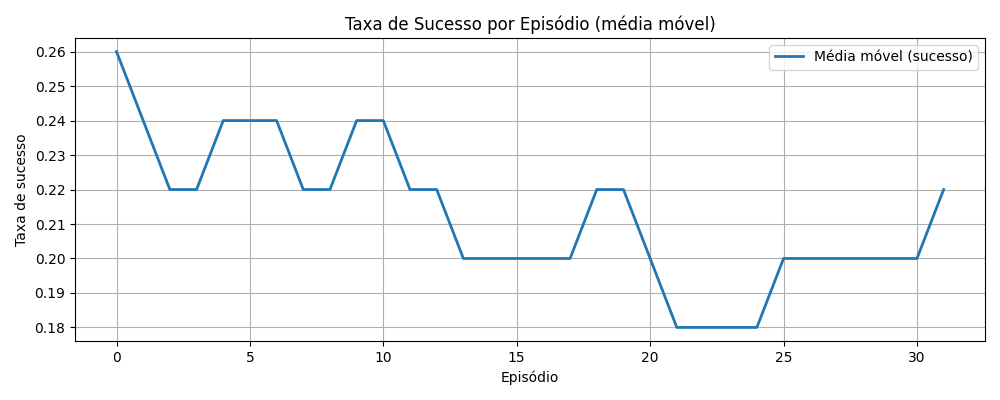 Taxa de Sucesso por Episódio (média móvel)
Média móvel (sucesso)
Taxa de sucesso
0.26
0.25
0.24
0.23
0.22
0.21
0.20
0.19
0.18
0 5 10 15 20 25 30
Episódio